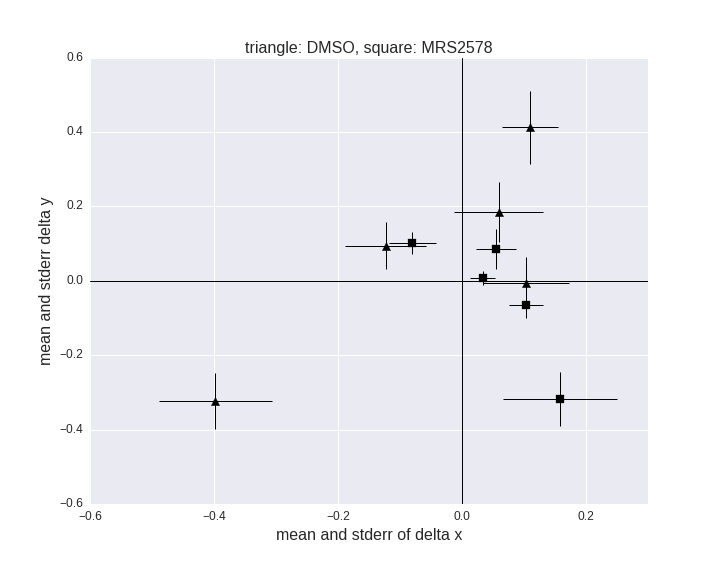 triangle: DMSO, square: MRS2578
0.6
0.4
0.2
0.0
−0.2
−0.4
−0.6
mean and stderr delta y
−0.6 −0.4 −0.2 0.0 0.2
mean and stderr of delta x